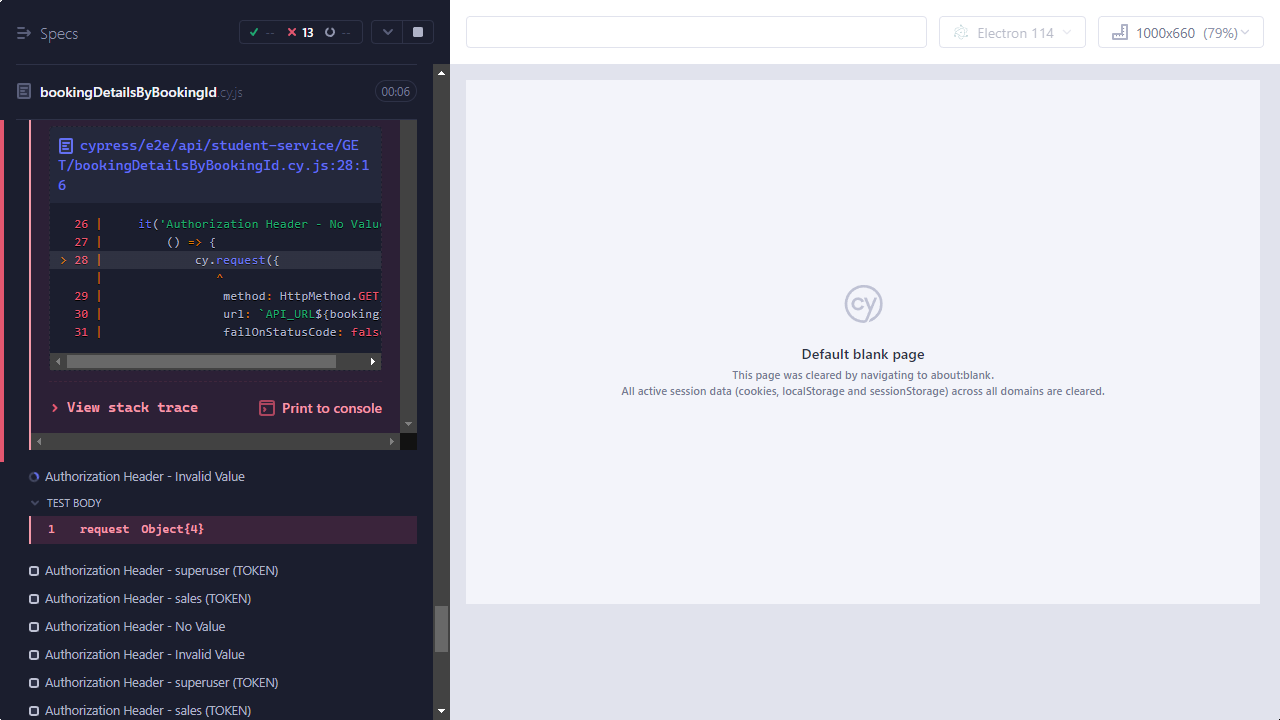 Specs
--
13
--
Electron 114
1000x660 (79%)
bookingDetailsByBookingId.cy.js
00:06
cypress/e2e/api/student-service/GE
T/bookingDetailsByBookingId.cy.js:28:1
6
26 | it('Authorization Header - No Value
27 | () => {
> 28 | cy.request({
| ^
29 | method: HttpMethod.GET
30 | url: `API_URL${booking
31 | failOnStatusCode: false
View stack trace
Print to console
Authorization Header - Invalid Value
TEST BODY
1 request Object{4}
Authorization Header - superuser (TOKEN)
Authorization Header - sales (TOKEN)
Authorization Header - No Value
Authorization Header - Invalid Value
Authorization Header - superuser (TOKEN)
Authorization Header - sales (TOKEN)
cy
Default blank page
This page was cleared by navigating to about:blank.
All active session data (cookies, localStorage and sessionStorage) across all domains are cleared.